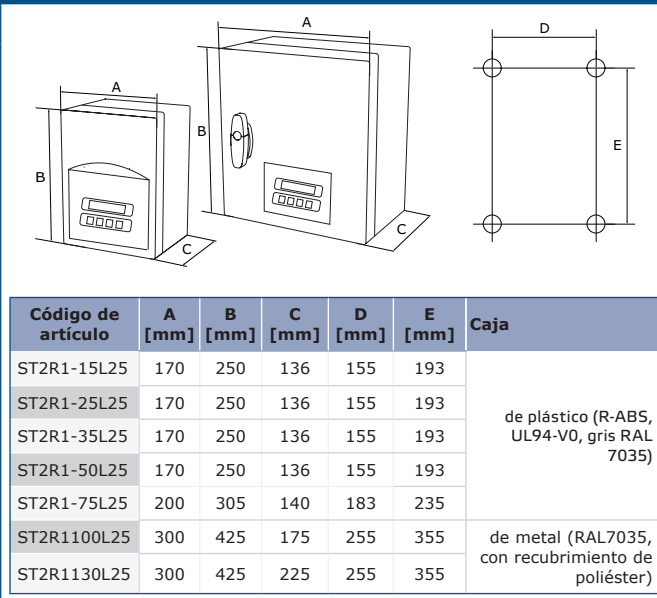 A
D
A
B
E
B
C
C
Código de artículo A [mm] B [mm] C [mm] D [mm] E [mm] Caja
ST2R1-15L25 170 250 136 155 193
ST2R1-25L25 170 250 136 155 193
de plástico (R-ABS,
ST2R1-35L25 170 250 136 155 193
UL94-V0, gris RAL
7035)
ST2R1-50L25 170 250 136 155 193
ST2R1-75L25 200 305 140 183 235
ST2R1100L25 300 425 175 255 355
de metal (RAL7035,
con recubrimiento de
ST2R1130L25 300 425 225 255 355
poliéster)